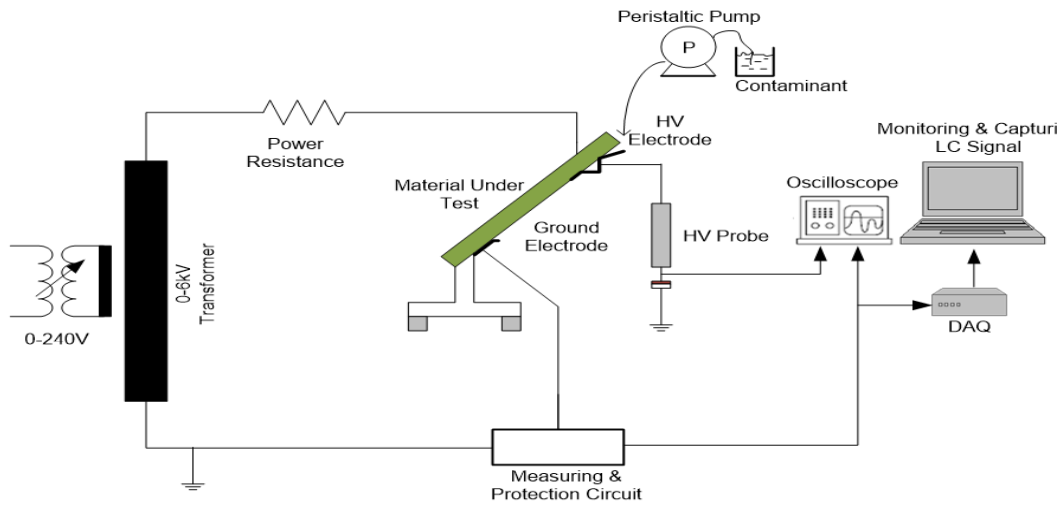 Peristaltic Pump
P
Contaminant
HV
Electrode
Monitoring & Capturi
LC Signal
Power
Resistance
Material Under
Test
Oscilloscope
Ground
Electrode
HV Probe
0-6kV
Transformer
0-240V
DAQ
Measuring &
Protection Circuit